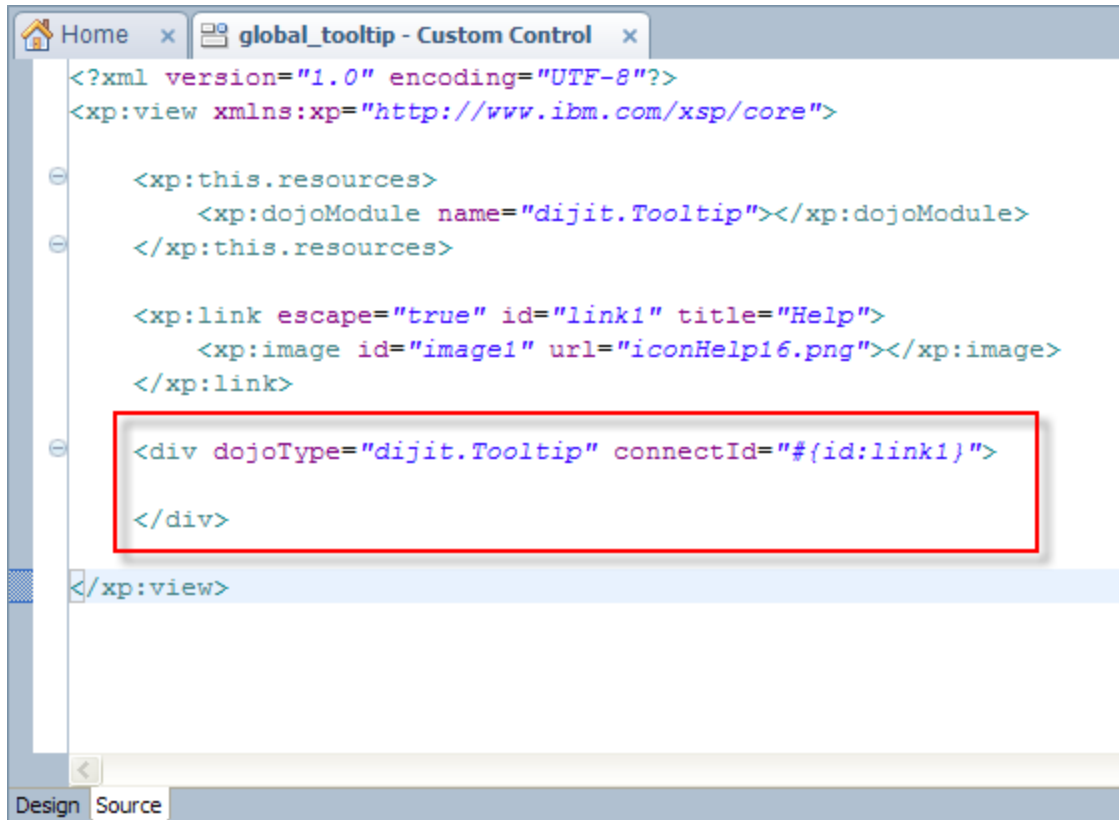 Home × global_tooltip - Custom Control ×
<?xml version="1.0" encoding="UTF-8"?>
<xp:view xmlns:xp="http://www.ibm.com/xsp/core">
<xp:this.resources>
<xp:dojoModule name="dijit.Tooltip"></xp:dojoModule>
</xp:this.resources>
<xp:link escape="true" id="link1" title="Help">
<xp:image id="image1" url="iconHelp16.png"></xp:image>
</xp:link>
<div dojoType="dijit.Tooltip" connectId="#{id:link1}">
</div>
</xp:view>
Design Source